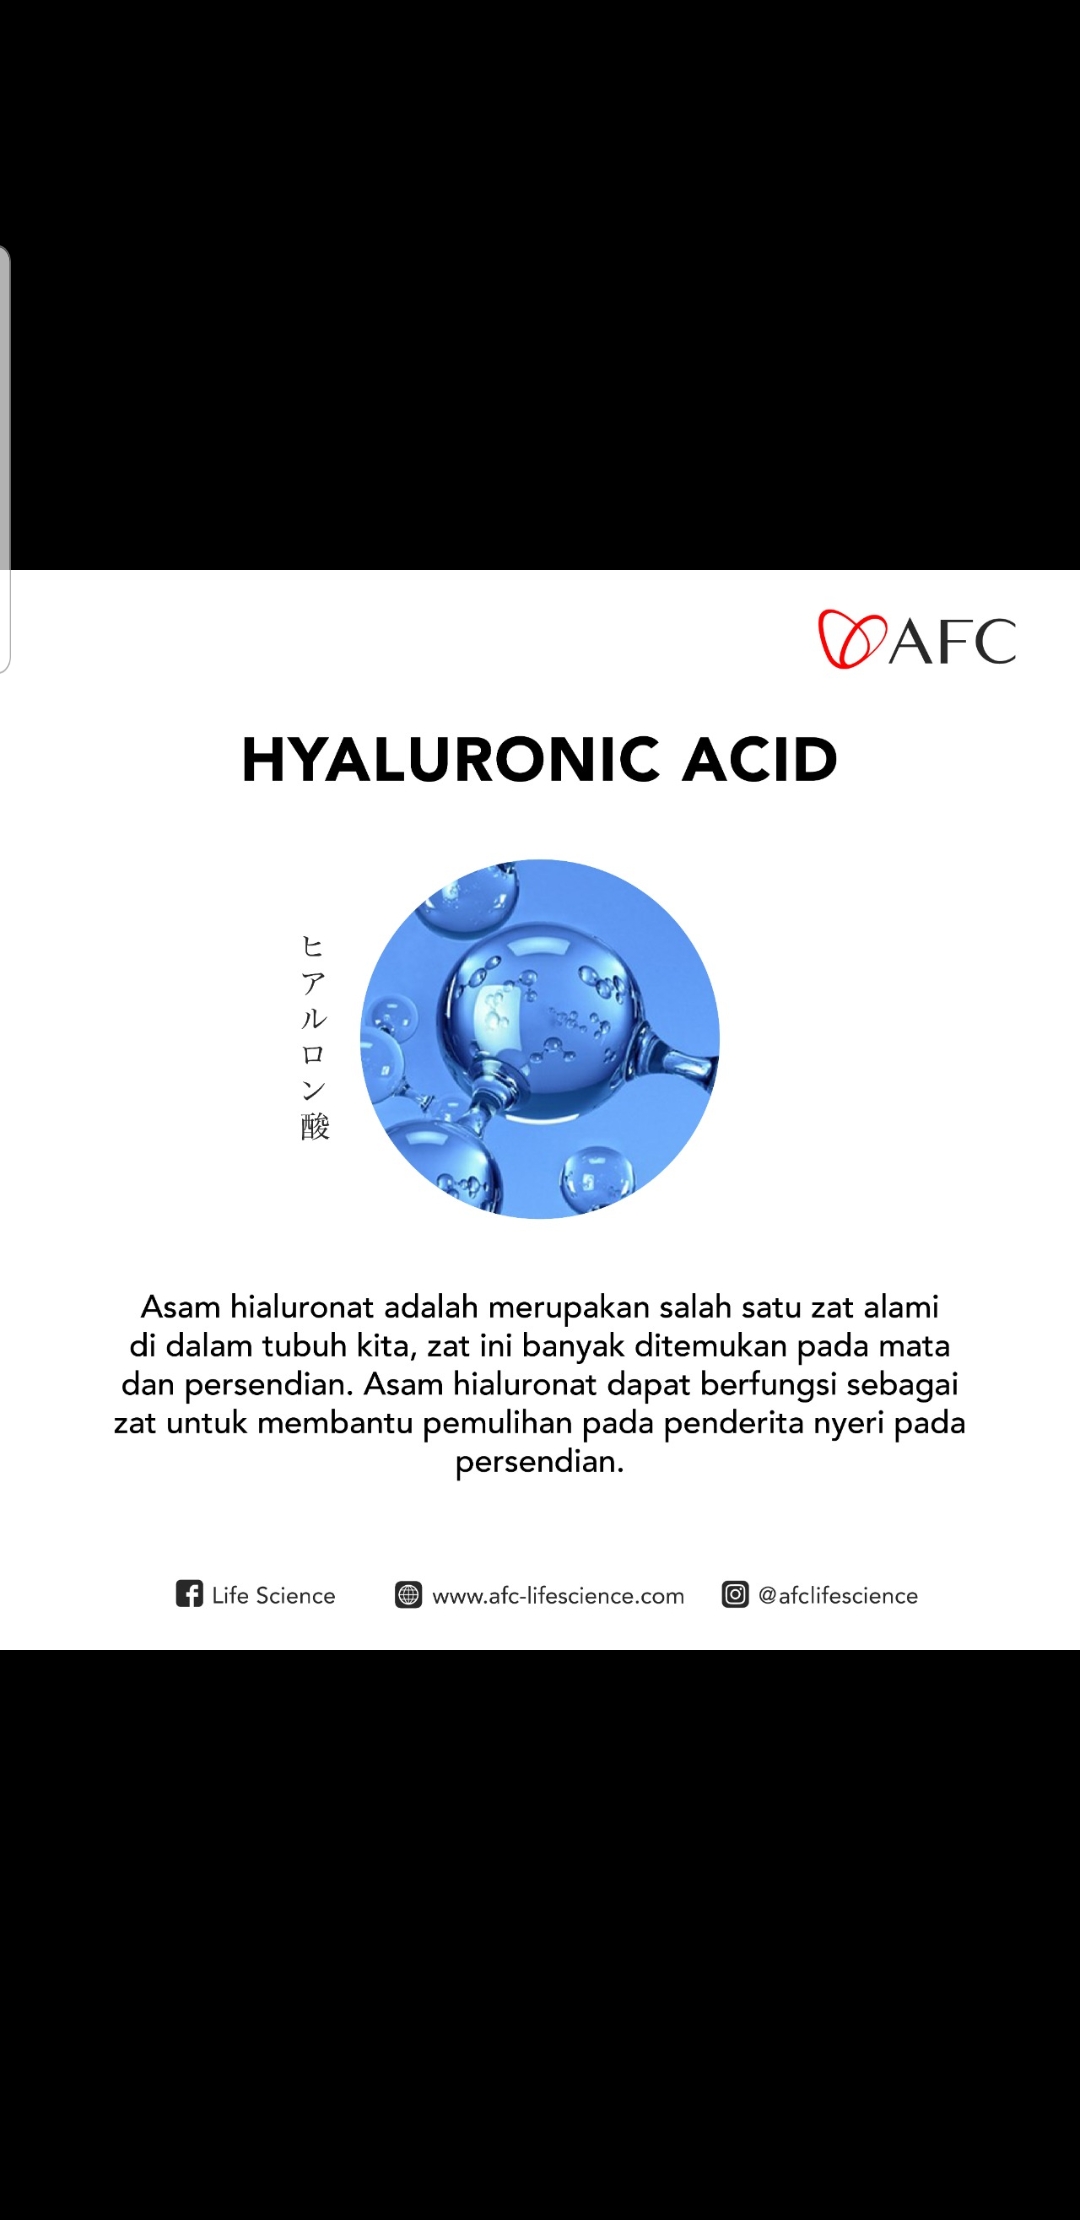 AFC
HYALURONIC ACID
ヒアルロン酸
Asam hialuronat adalah merupakan salah satu zat alami
di dalam tubuh kita, zat ini banyak ditemukan pada mata
dan persendian. Asam hialuronat dapat berfungsi sebagai
zat untuk membantu pemulihan pada penderita nyeri pada
persendian.
Life Science
www.afc-lifescience.com
@afclifescience